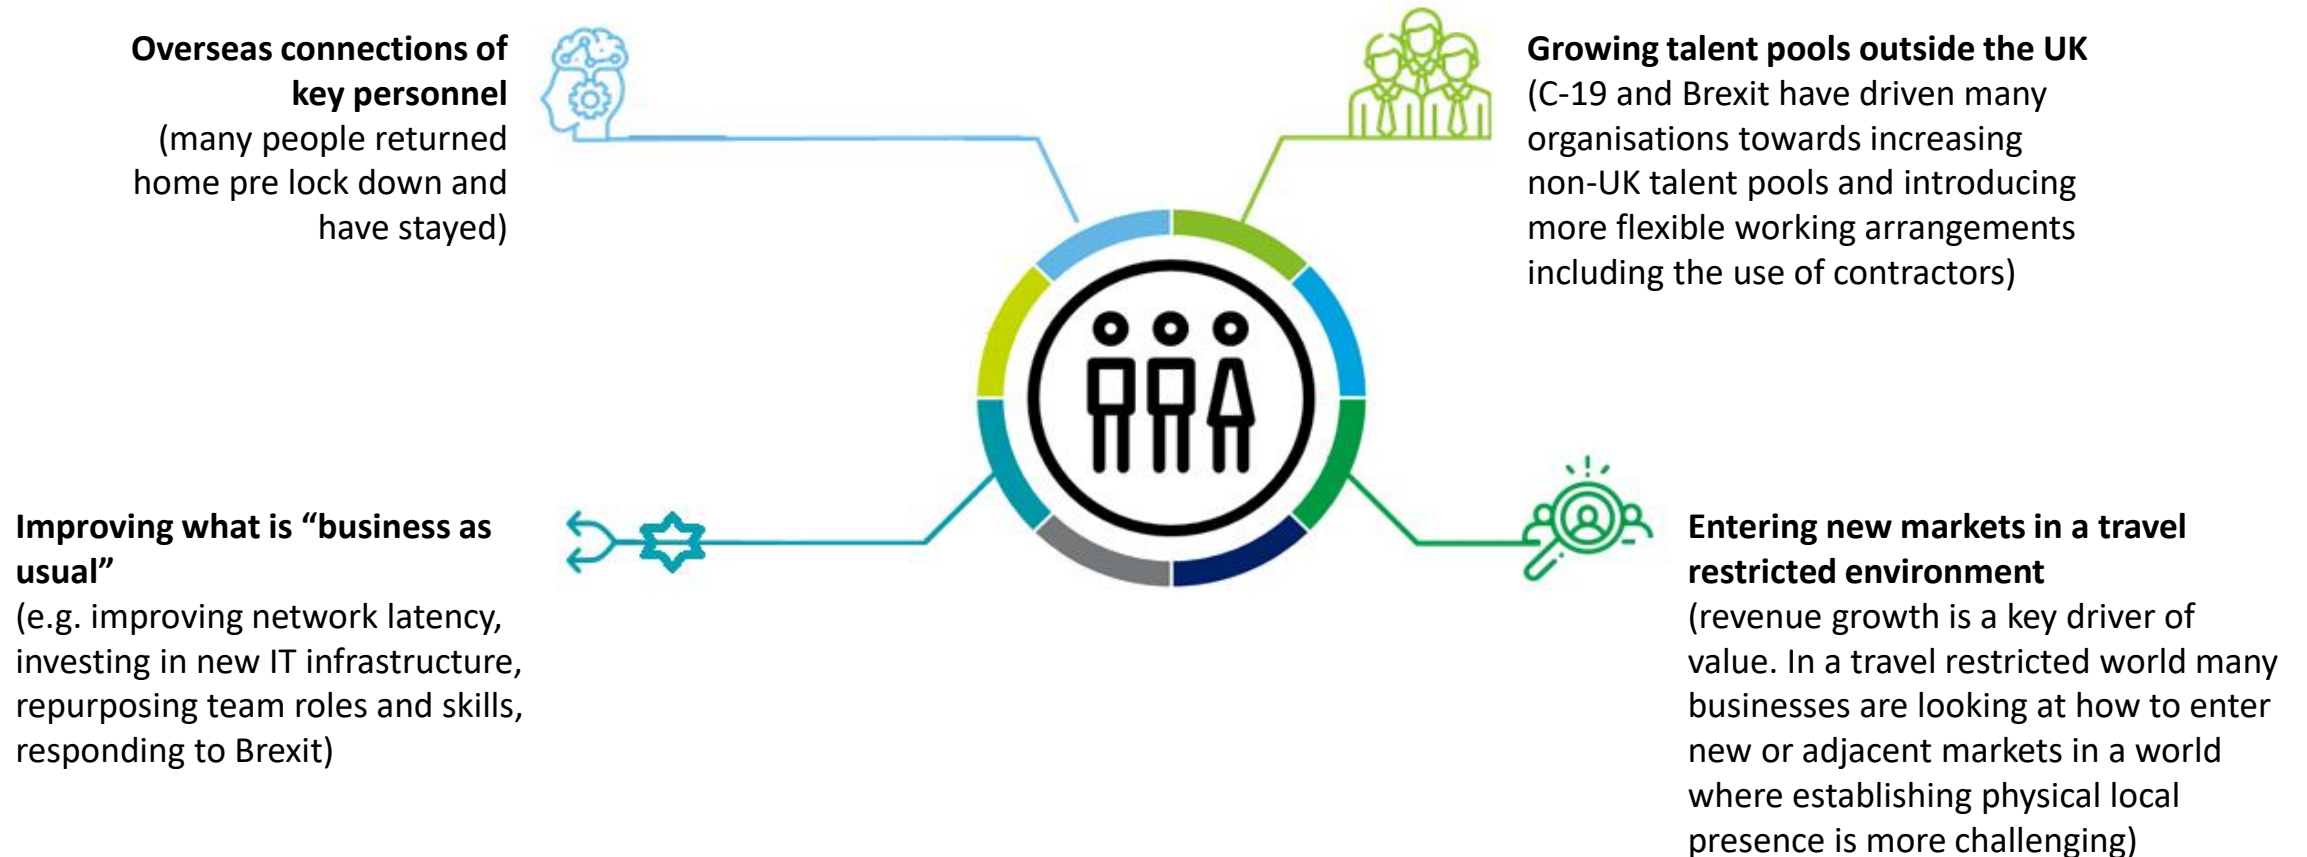 Overseas connections of
key personnel
(many people returned
home pre lock down and
have stayed)
Growing talent pools outside the UK
(C-19 and Brexit have driven many
organisations towards increasing
non-UK talent pools and introducing
more flexible working arrangements
including the use of contractors)
Improving what is “business as
usual”
(e.g. improving network latency,
investing in new IT infrastructure,
repurposing team roles and skills,
responding to Brexit)
Entering new markets in a travel
restricted environment
(revenue growth is a key driver of
value. In a travel restricted world many
businesses are looking at how to enter
new or adjacent markets in a world
where establishing physical local
presence is more challenging)